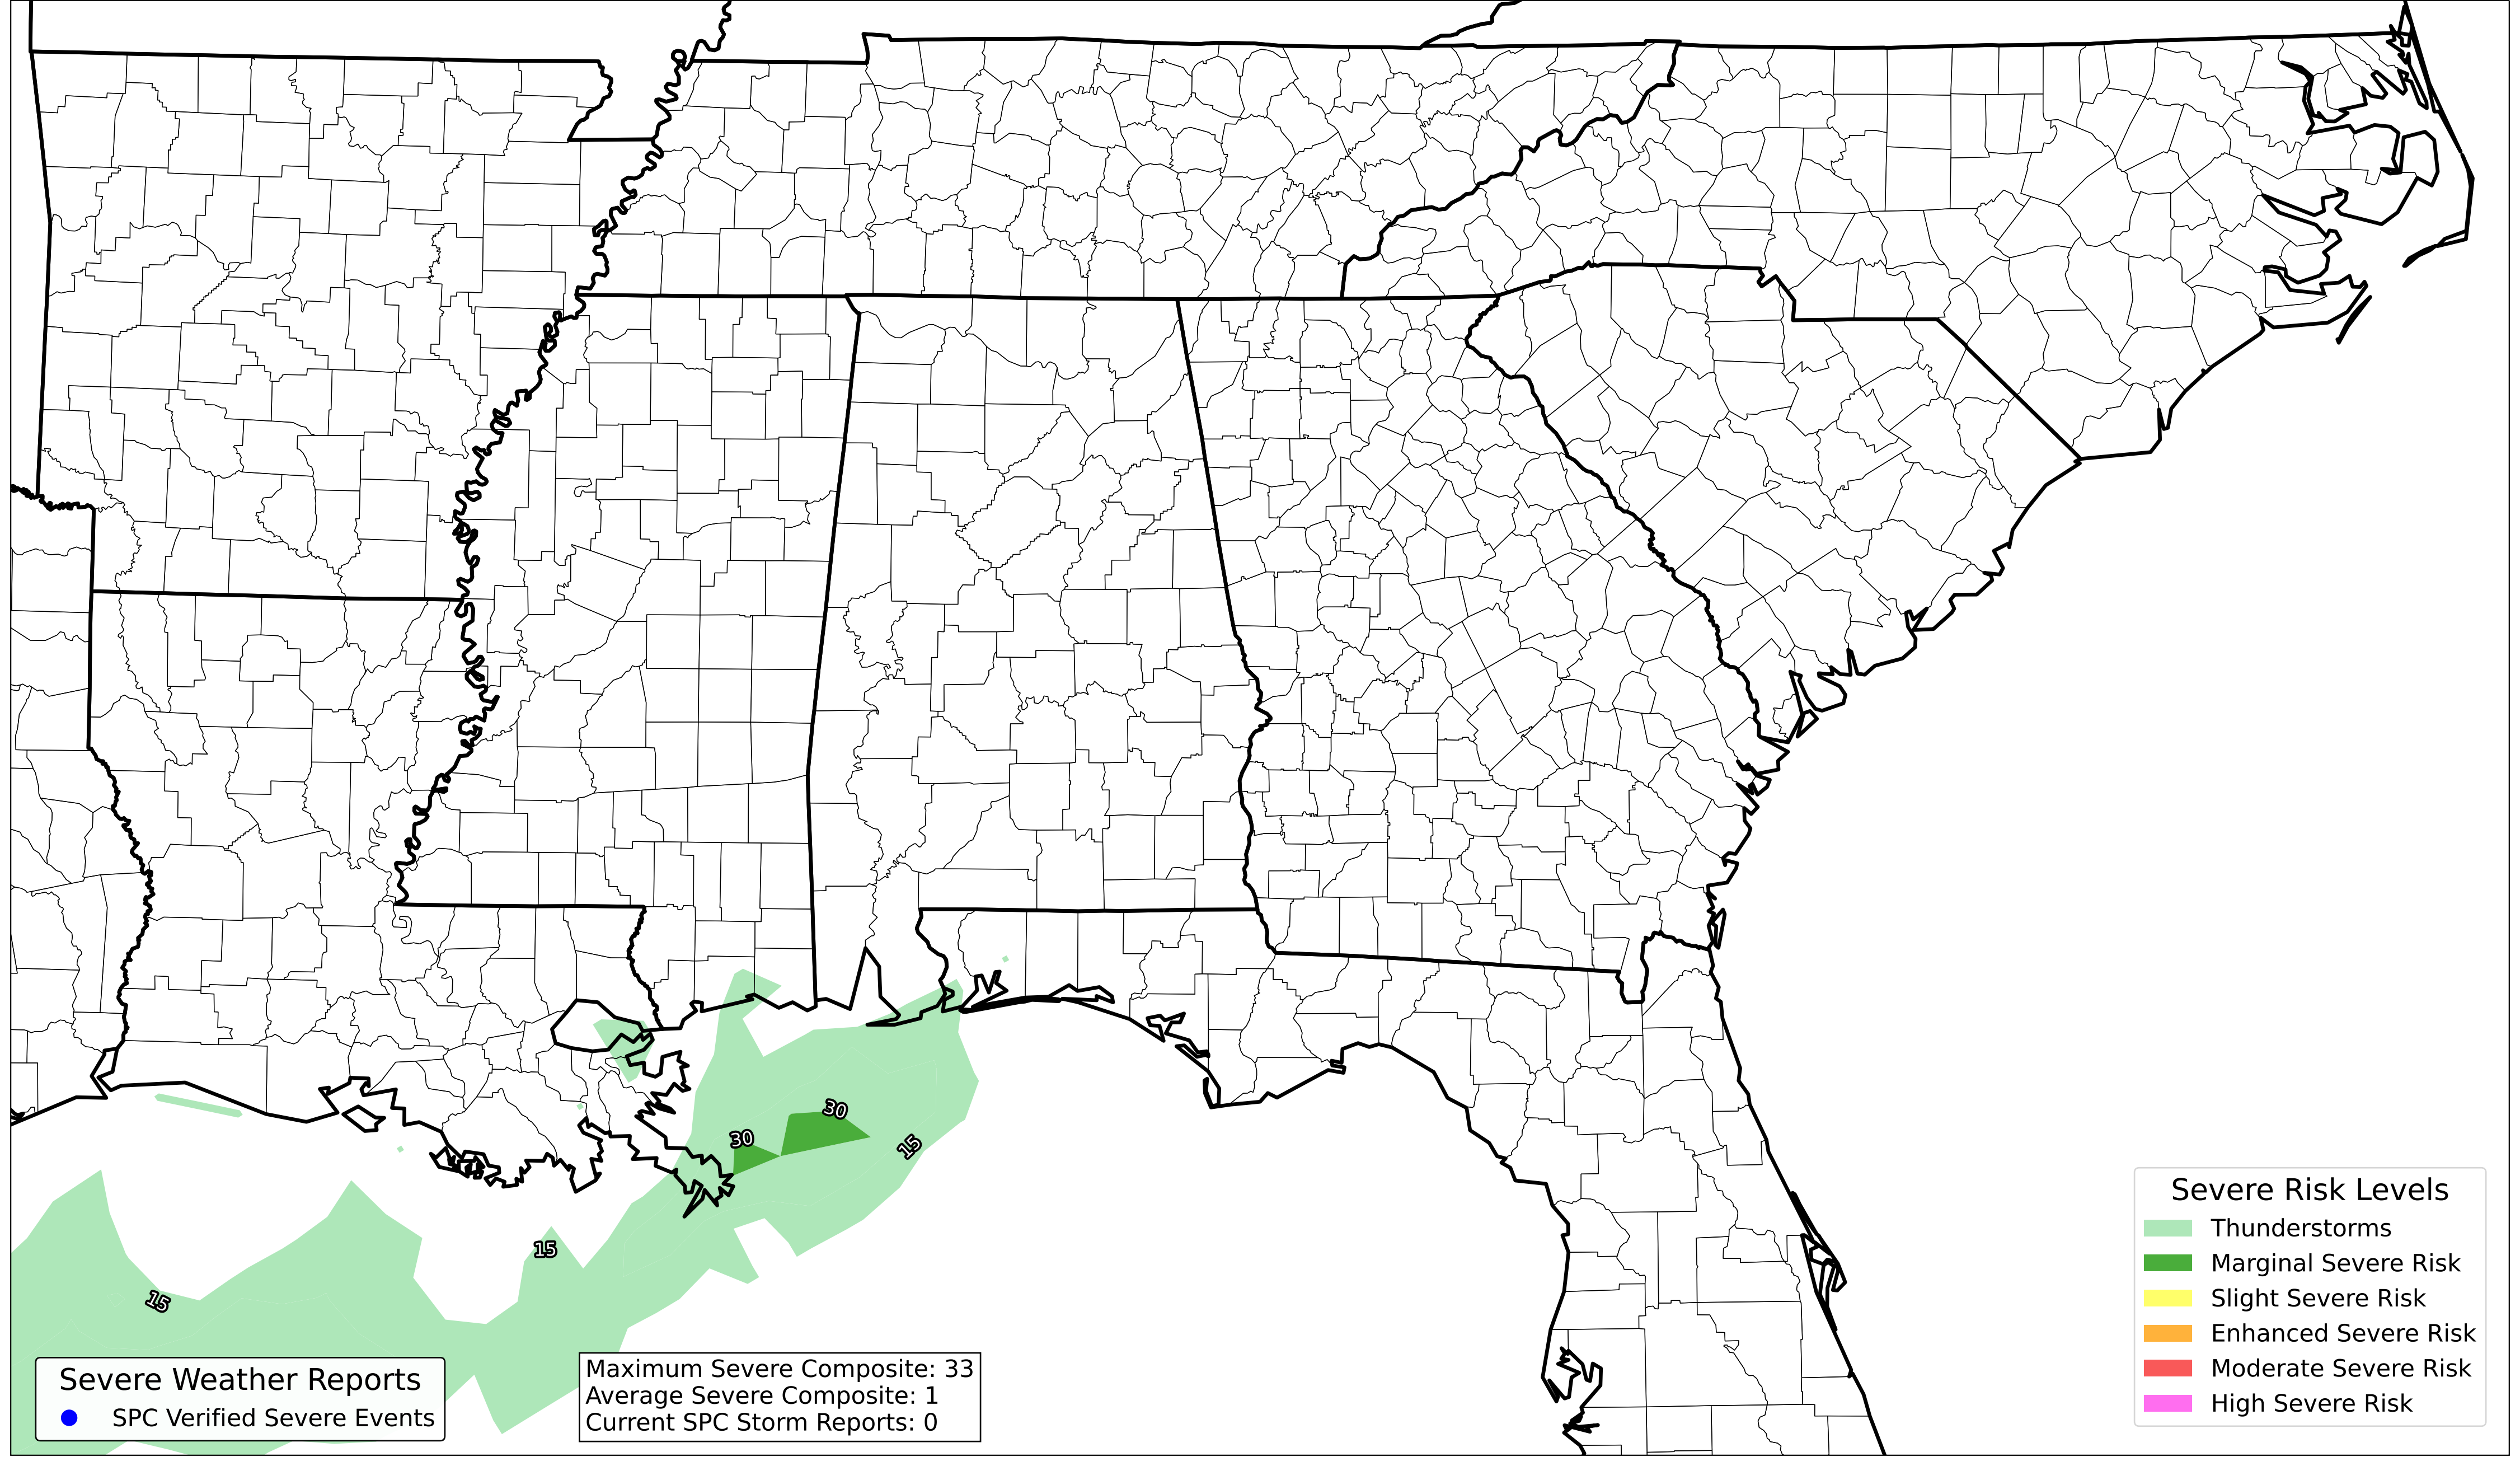 30
30
15
15
15
Severe Risk Levels
Thunderstorms
Marginal Severe Risk
Slight Severe Risk
Enhanced Severe Risk
Moderate Severe Risk
High Severe Risk
Severe Weather Reports
SPC Verified Severe Events
Maximum Severe Composite: 33
Average Severe Composite: 1
Current SPC Storm Reports: 0